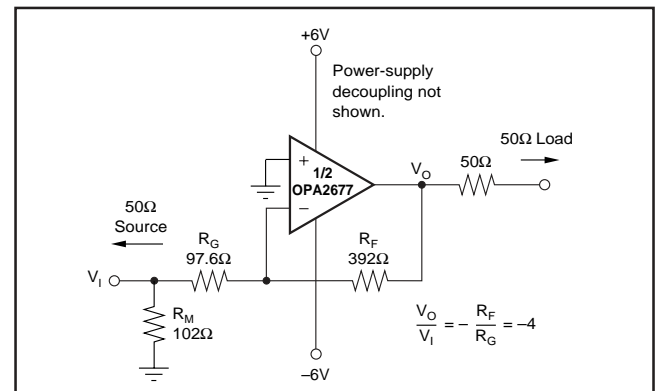 +6V
Power-supply
decoupling not
shown.
50Ω Load
+
1/2
OPA2677
−
V_O
50Ω
50Ω
Source
R_G
97.6Ω
R_F
392Ω
V_I
R_M
102Ω
V_O/V_I = − R_F/R_G = −4
−6V